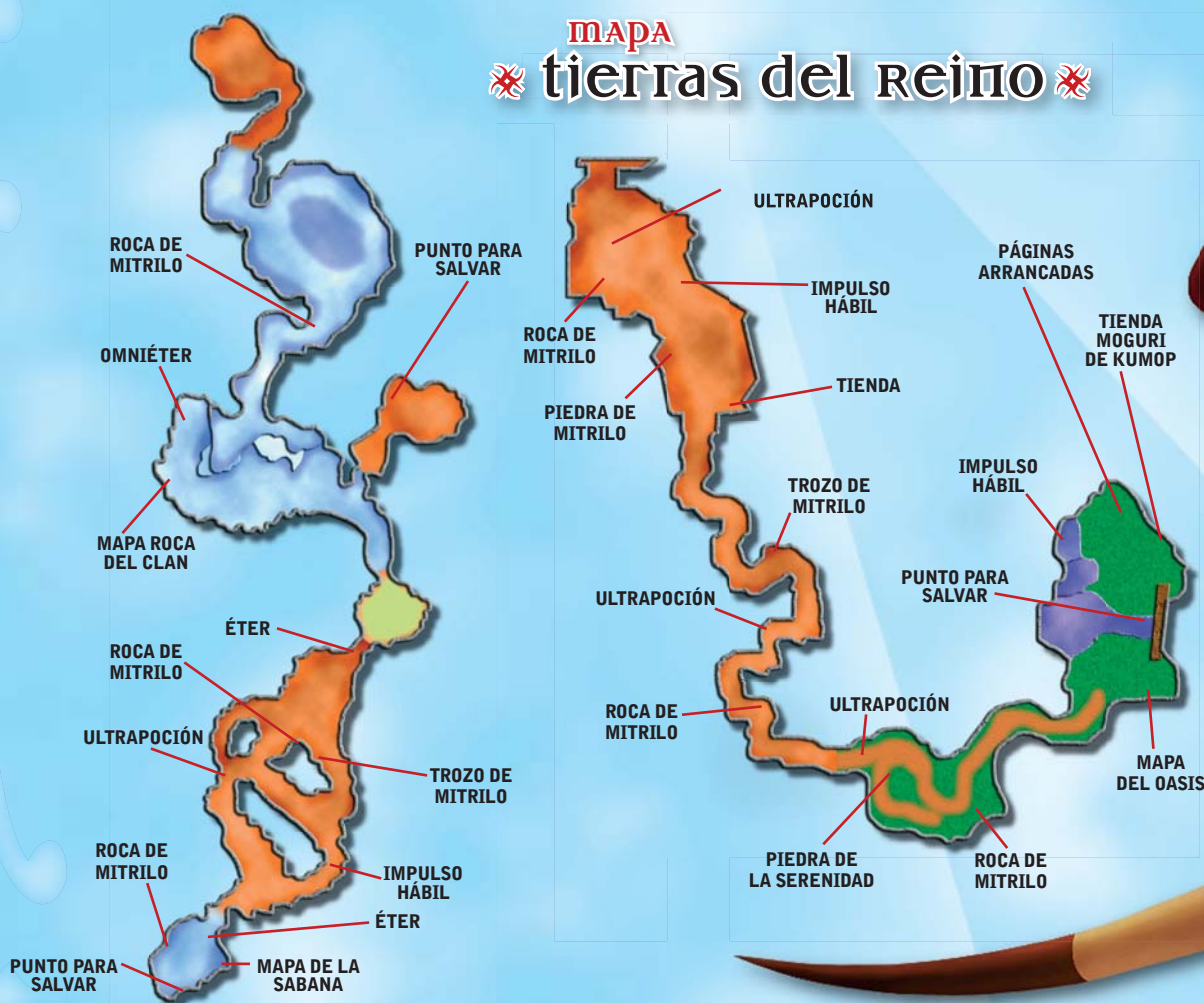 mapa
tierras del reino
ROCA DE
MITRILO
PUNTO PARA
SALVAR
OMNIÉTER
MAPA ROCA
DEL CLAN
ÉTER
ROCA DE
MITRILO
ULTRAPOCIÓN
TROZO DE
MITRILO
ROCA DE
MITRILO
IMPULSO
HÁBIL
ÉTER
PUNTO PARA
SALVAR
MAPA DE LA
SABANA
ULTRAPOCIÓN
IMPULSO
HÁBIL
ROCA DE
MITRILO
PIEDRA DE
MITRILO
TIENDA
TROZO DE
MITRILO
ULTRAPOCIÓN
ROCA DE
MITRILO
ULTRAPOCIÓN
PIEDRA DE
LA SERENIDAD
ROCA DE
MITRILO
PÁGINAS
ARRANCADAS
TIENDA
MOGURI
DE KUMOP
IMPULSO
HÁBIL
PUNTO PARA
SALVAR
MAPA
DEL OASIS